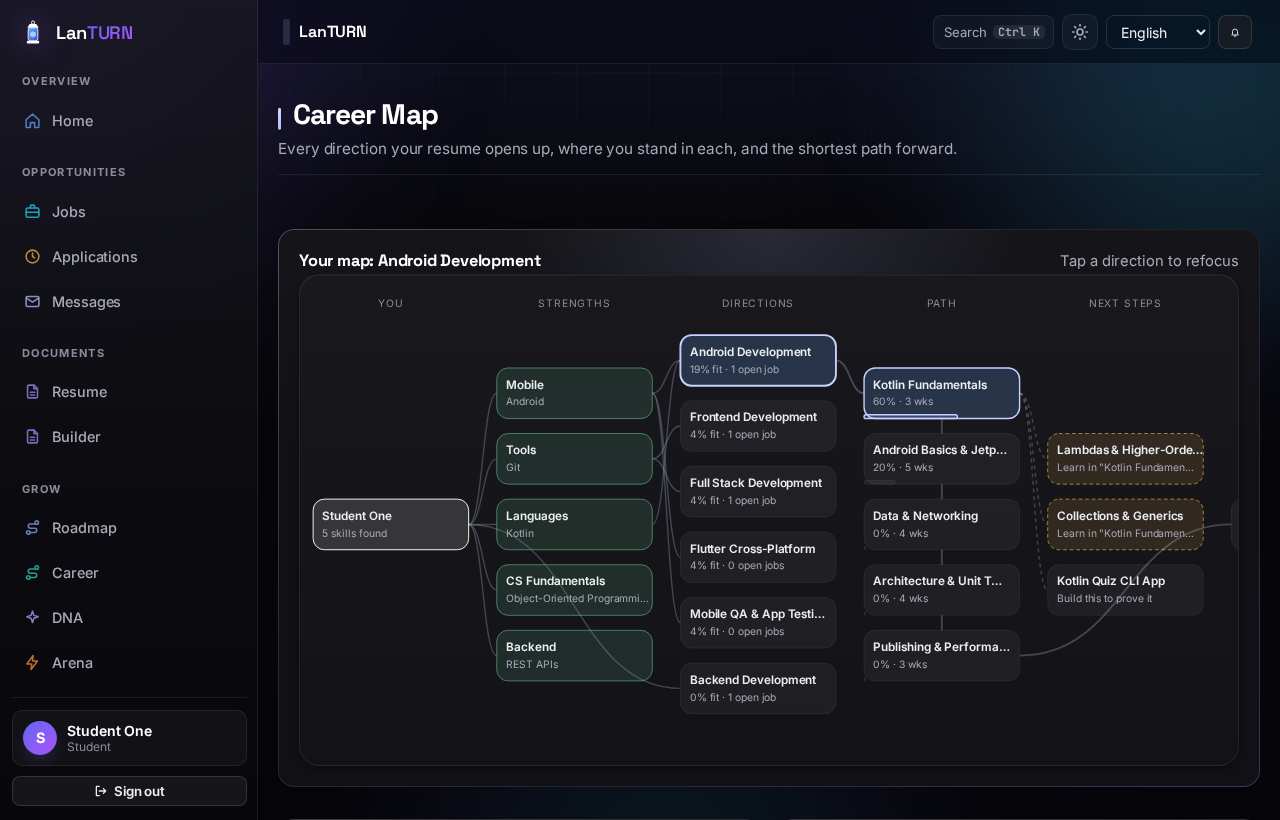 LanTURN
OVERVIEW
Home
OPPORTUNITIES
Jobs
Applications
Messages
DOCUMENTS
Resume
Builder
GROW
Roadmap
Career
DNA
Arena
S
Student One
Student
Sign out
LanTURN
Search Ctrl K
English
Career Map
Every direction your resume opens up, where you stand in each, and the shortest path forward.
Your map: Android Development
Tap a direction to refocus
YOU
STRENGTHS
DIRECTIONS
PATH
NEXT STEPS
Student One
5 skills found
Mobile
Android
Tools
Git
Languages
Kotlin
CS Fundamentals
Object-Oriented Programmi...
Backend
REST APIs
Android Development
19% fit · 1 open job
Frontend Development
4% fit · 1 open job
Full Stack Development
4% fit · 1 open job
Flutter Cross-Platform
4% fit · 0 open jobs
Mobile QA & App Testi...
4% fit · 0 open jobs
Backend Development
0% fit · 1 open job
Kotlin Fundamentals
60% · 3 wks
Android Basics & Jetp...
20% · 5 wks
Data & Networking
0% · 4 wks
Architecture & Unit T...
0% · 4 wks
Publishing & Performa...
0% · 3 wks
Lambdas & Higher-Orde...
Learn in "Kotlin Fundamen...
Collections & Generics
Learn in "Kotlin Fundamen...
Kotlin Quiz CLI App
Build this to prove it